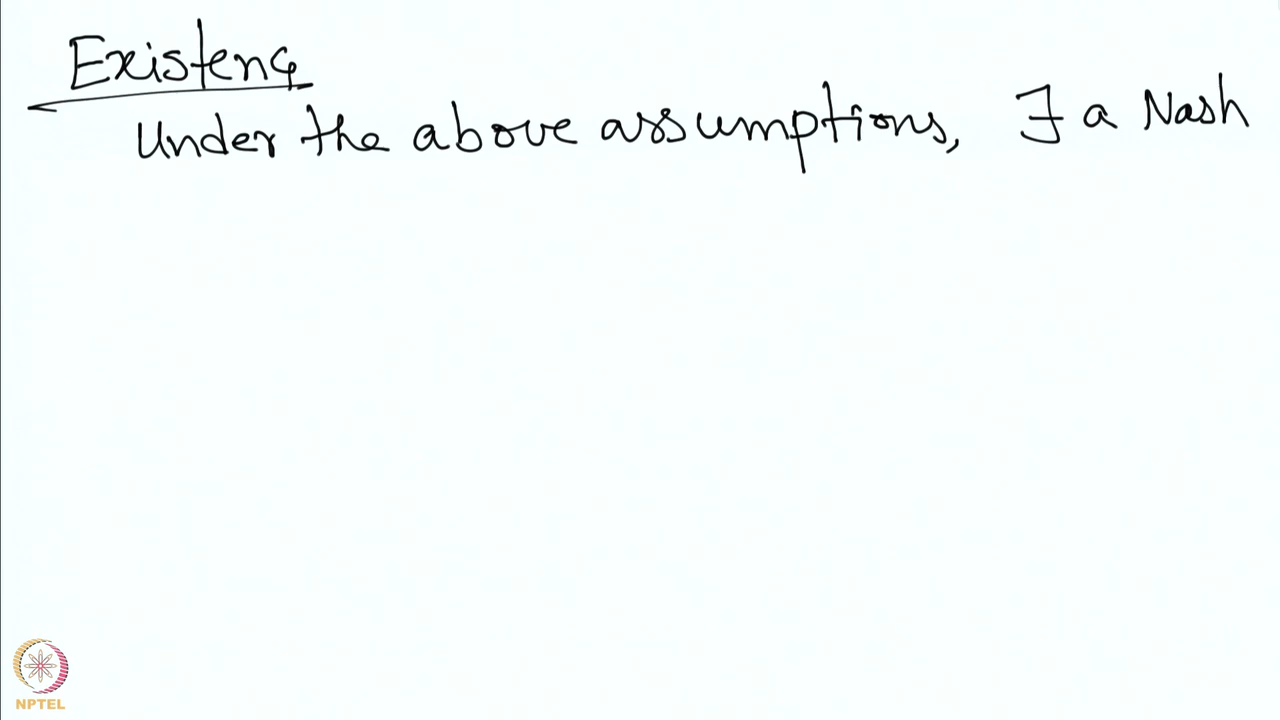 Existence
Under the above assumptions, ∃ a Nash
NPTEL